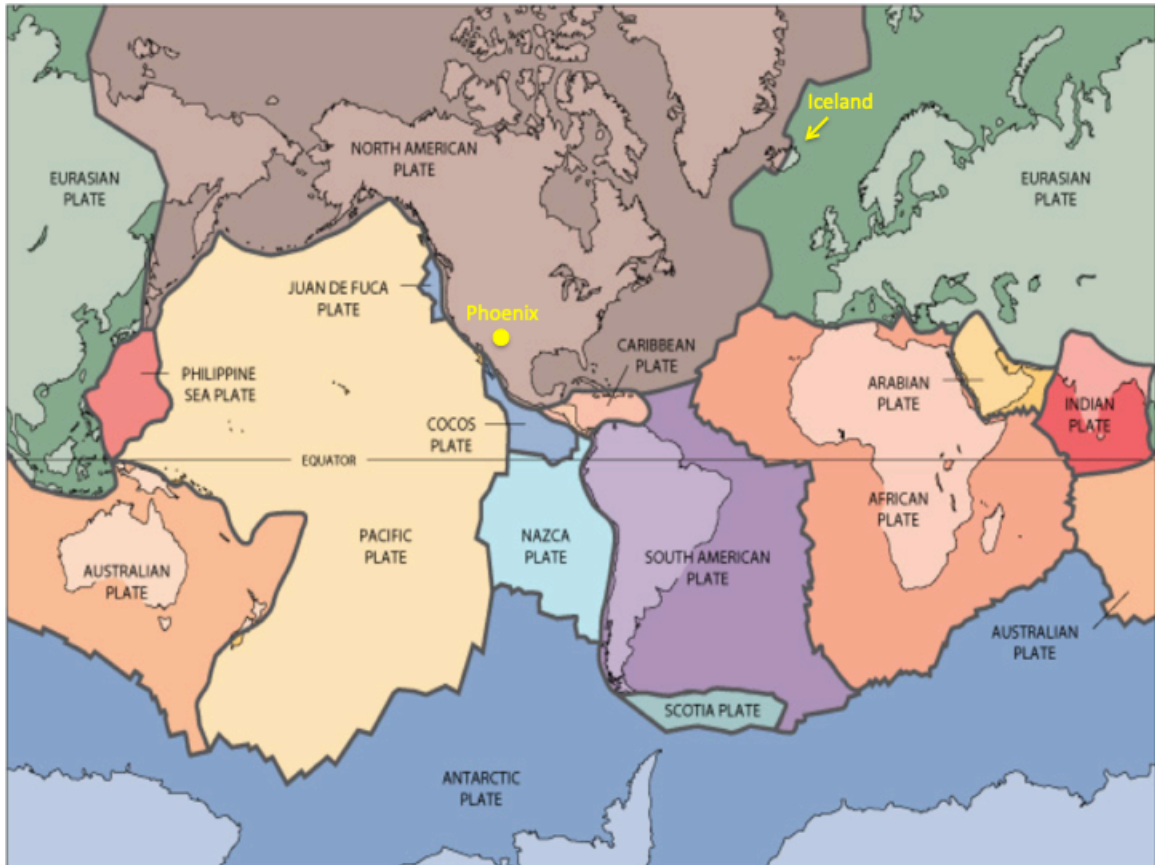 Iceland
NORTH AMERICAN
PLATE
EURASIAN
PLATE
EURASIAN
PLATE
JUAN DE FUCA
PLATE
Phoenix
CARIBBEAN
PLATE
PHILIPPINE
SEA PLATE
ARABIAN
PLATE
INDIAN
PLATE
COCOS
PLATE
EQUATOR
AFRICAN
PLATE
PACIFIC
PLATE
NAZCA
PLATE
SOUTH AMERICAN
PLATE
AUSTRALIAN
PLATE
AUSTRALIAN
PLATE
SCOTIA PLATE
ANTARCTIC
PLATE